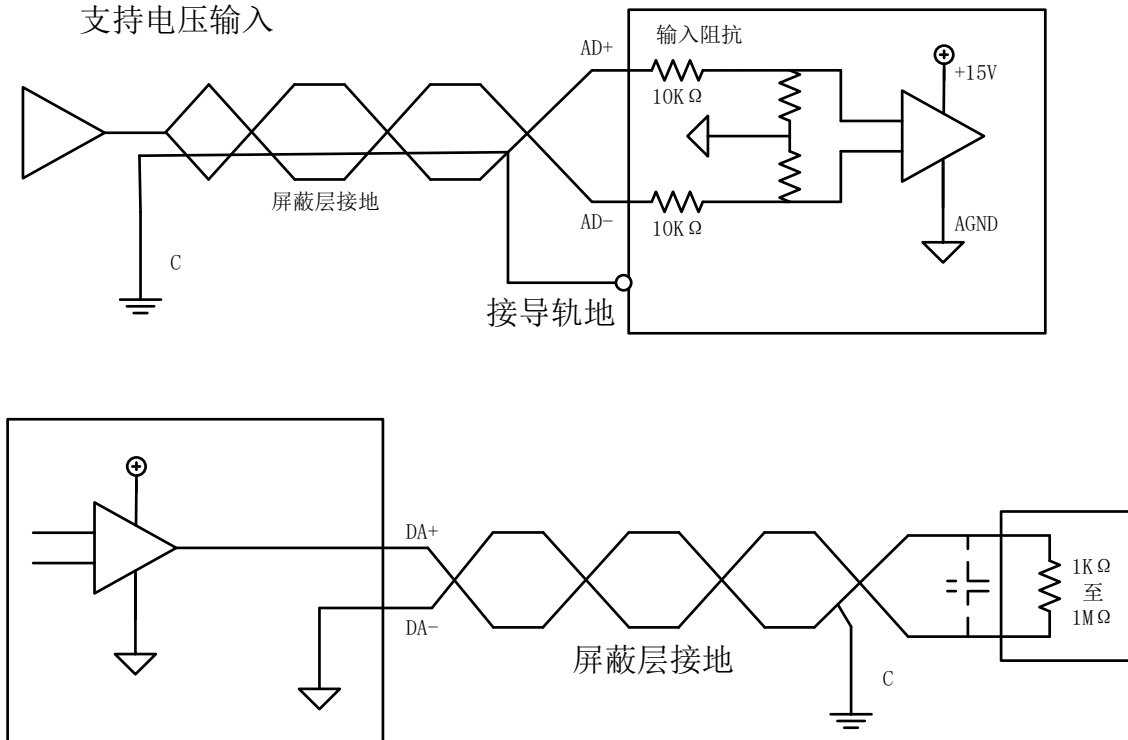 支持电压输入
AD+
输入阻抗
+15V
10KΩ
屏蔽层接地
AD-
10KΩ
AGND
C
接导轨地
DA+
1KΩ
至
1MΩ
DA-
屏蔽层接地
C